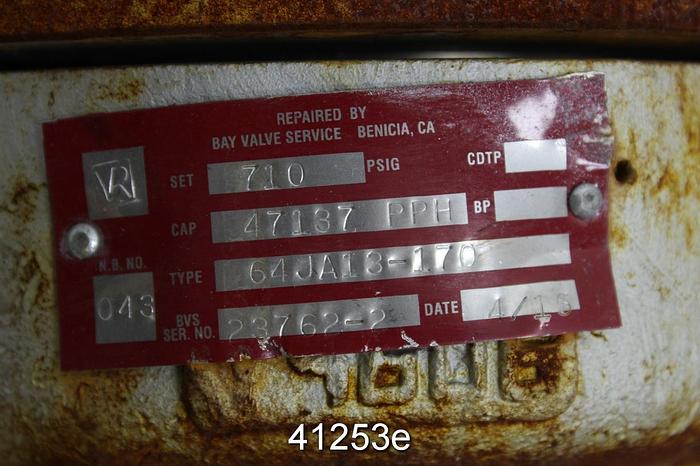 REPAIRED BY
BAY VALVE SERVICE BENICIA, CA
VR
SET 710 PSIG CDTP
CAP 47137 PPH BP
N.B. NO. 043
TYPE 64JA13-170
BVS SER. NO. 23762-2 DATE
41253e